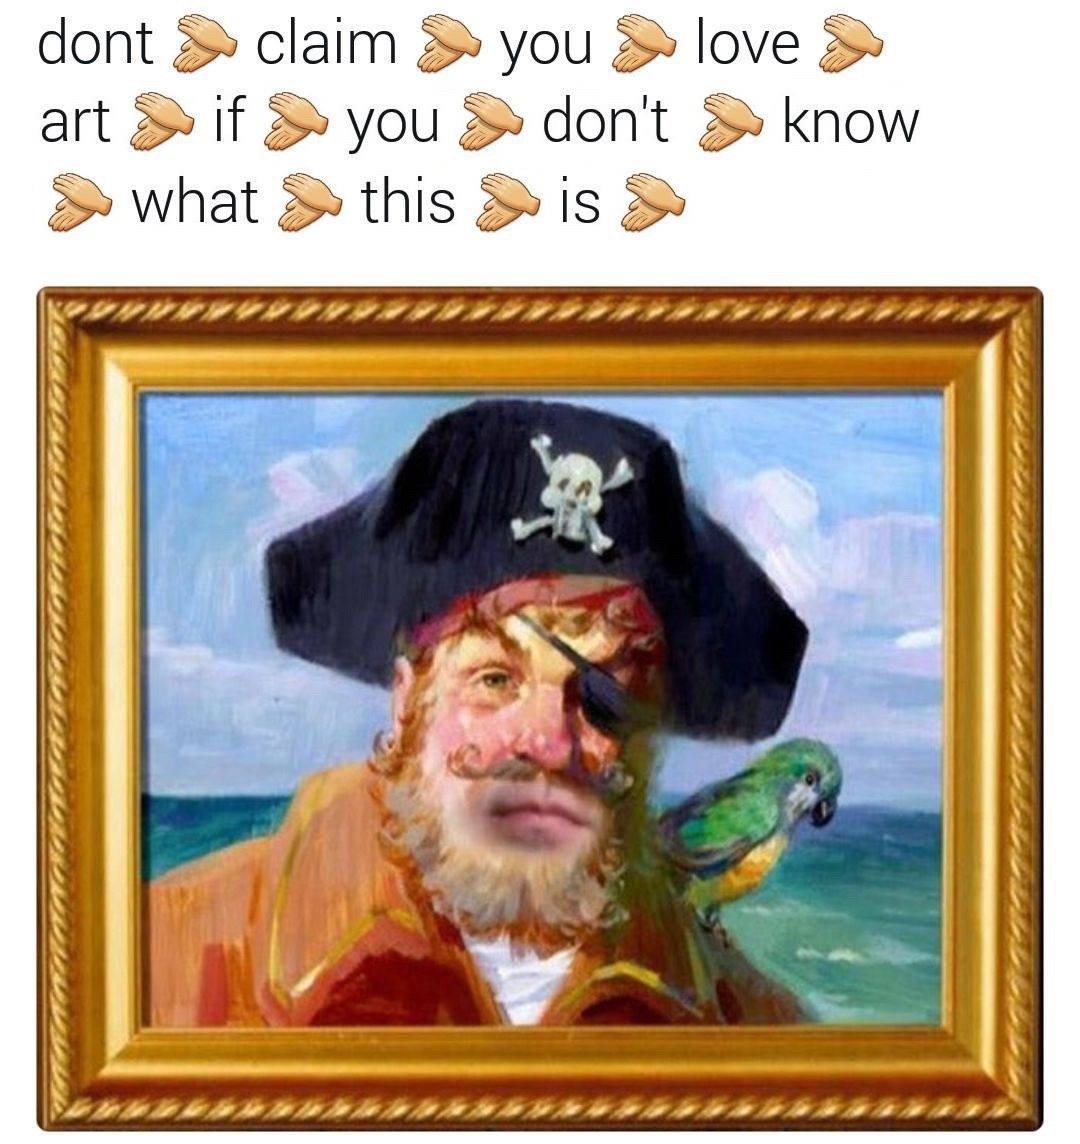 dont 👏 claim 👏 you 👏 love 👏
art 👏 if 👏 you 👏 don't 👏 know
👏 what 👏 this 👏 is 👏